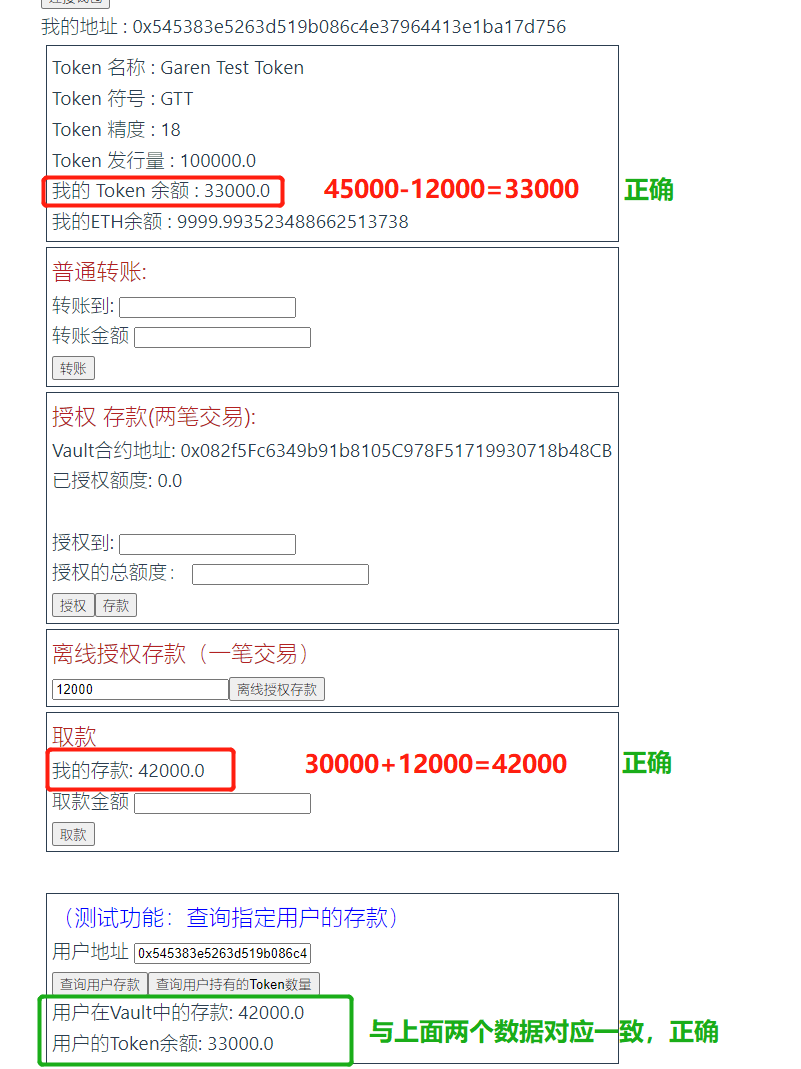 连接钱包
我的地址 : 0x545383e5263d519b086c4e37964413e1ba17d756
Token 名称 : Garen Test Token
Token 符号 : GTT
Token 精度 : 18
Token 发行量 : 100000.0
我的 Token 余额 : 33000.0 45000-12000=33000 正确
我的ETH余额 : 9999.993523488662513738
普通转账:
转账到:
转账金额
转账
授权 存款(两笔交易):
Vault合约地址: 0x082f5Fc6349b91b8105C978F51719930718b48CB
已授权额度: 0.0
授权到:
授权的总额度：
授权 存款
离线授权存款（一笔交易）
12000 离线授权存款
取款
我的存款: 42000.0 30000+12000=42000 正确
取款金额
取款
（测试功能：查询指定用户的存款）
用户地址 0x545383e5263d519b086c4
查询用户存款 查询用户持有的Token数量
用户在Vault中的存款: 42000.0
用户的Token余额: 33000.0 与上面两个数据对应一致，正确